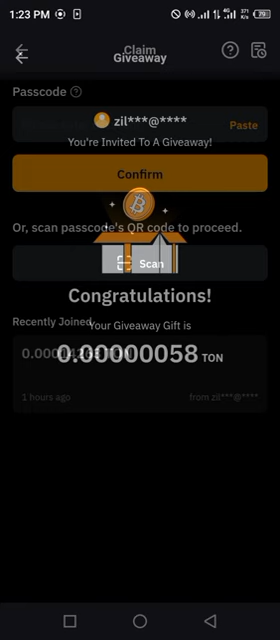 1:23 PM
Claim
Giveaway
Passcode
zil***@****
Paste
You're Invited To A Giveaway!
Confirm
Or, scan passcode's QR code to proceed.
Scan
Congratulations!
Recently Joined
Your Giveaway Gift is
0.00000058 TON
1 hours ago
from zil***@****